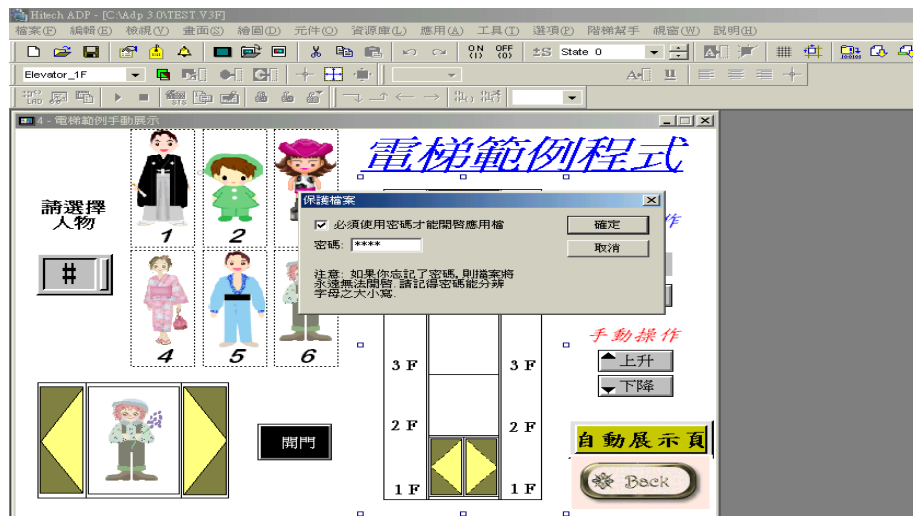 Hitech ADP - [C:\Adp 3.0\TEST V3F]
檔案(F) 編輯(E) 檢視(V) 畫面(S) 繪圖(D) 元件(O) 資源庫(L) 應用(A) 工具(T) 選項(P) 階梯幫手 視窗(W) 說明(H)
ON (1) OFF (0) ±S State 0
Elevator_1F
4 - 電梯範例手動展示
電梯範例程式
請選擇
人物
#
1 2
4 5 6
保護檔案
必須使用密碼才能開啓應用檔
確定
密碼: ****
取消
注意: 如果你忘記了密碼, 則檔案將
永遠無法開啓. 請記得密碼能分辨
字母之大小寫.
手動操作
上升
下降
3 F 3 F
2 F 2 F
1 F 1 F
開門
自動展示頁
Back